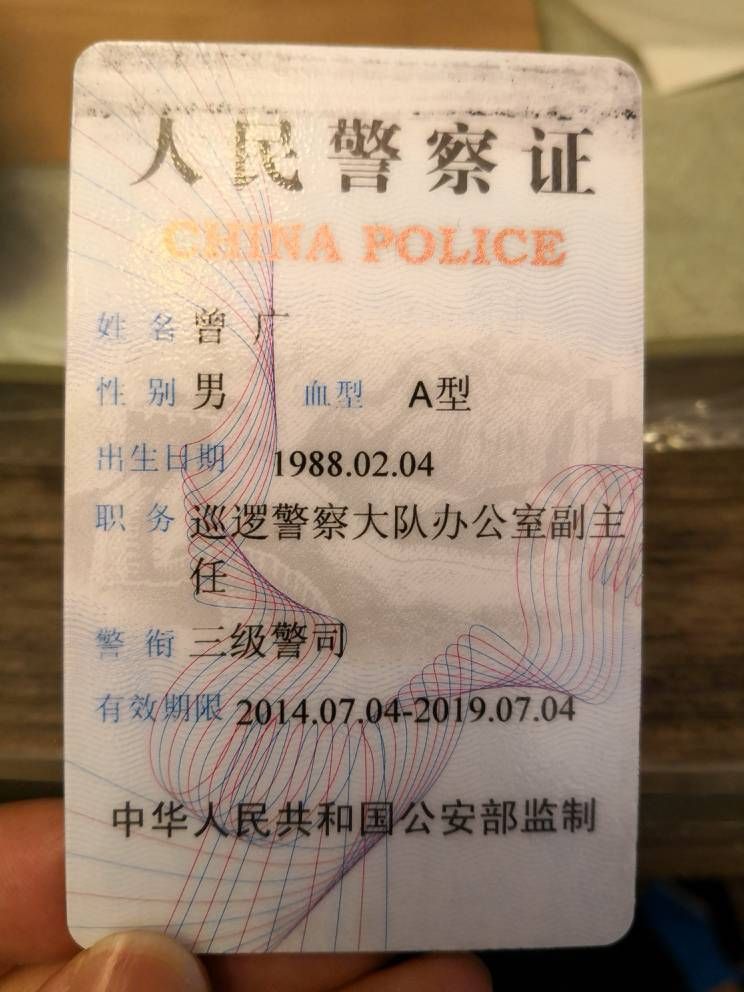 人民警察证
CHINA POLICE
姓名 曾广
性别 男 血型 A型
出生日期 1988.02.04
职务 巡逻警察大队办公室副主
任
警衔 三级警司
有效期限 2014.07.04-2019.07.04
中华人民共和国公安部监制